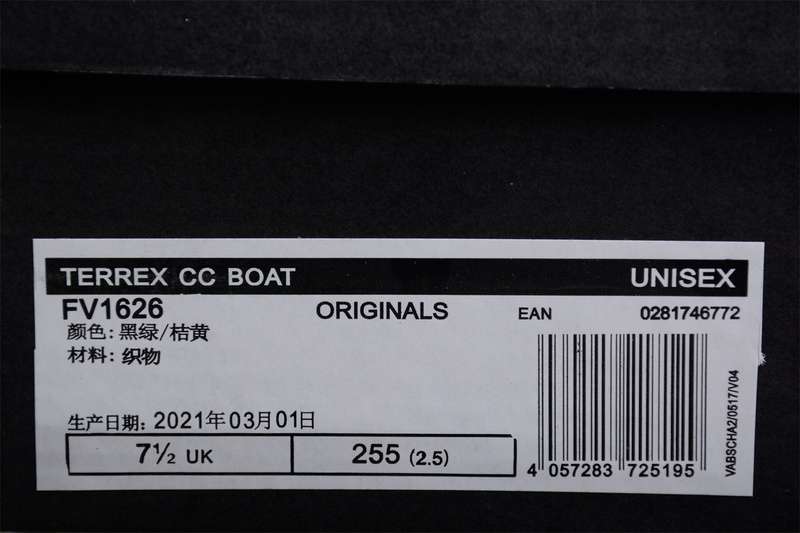 TERREX CC BOAT UNISEX
FV1626 ORIGINALS EAN 0281746772
颜色: 黑绿/桔黄
材料: 织物
生产日期: 2021年03月01日
7½ UK 255 (2.5)
4 057283 725195
VABSCHA2/0517/V04